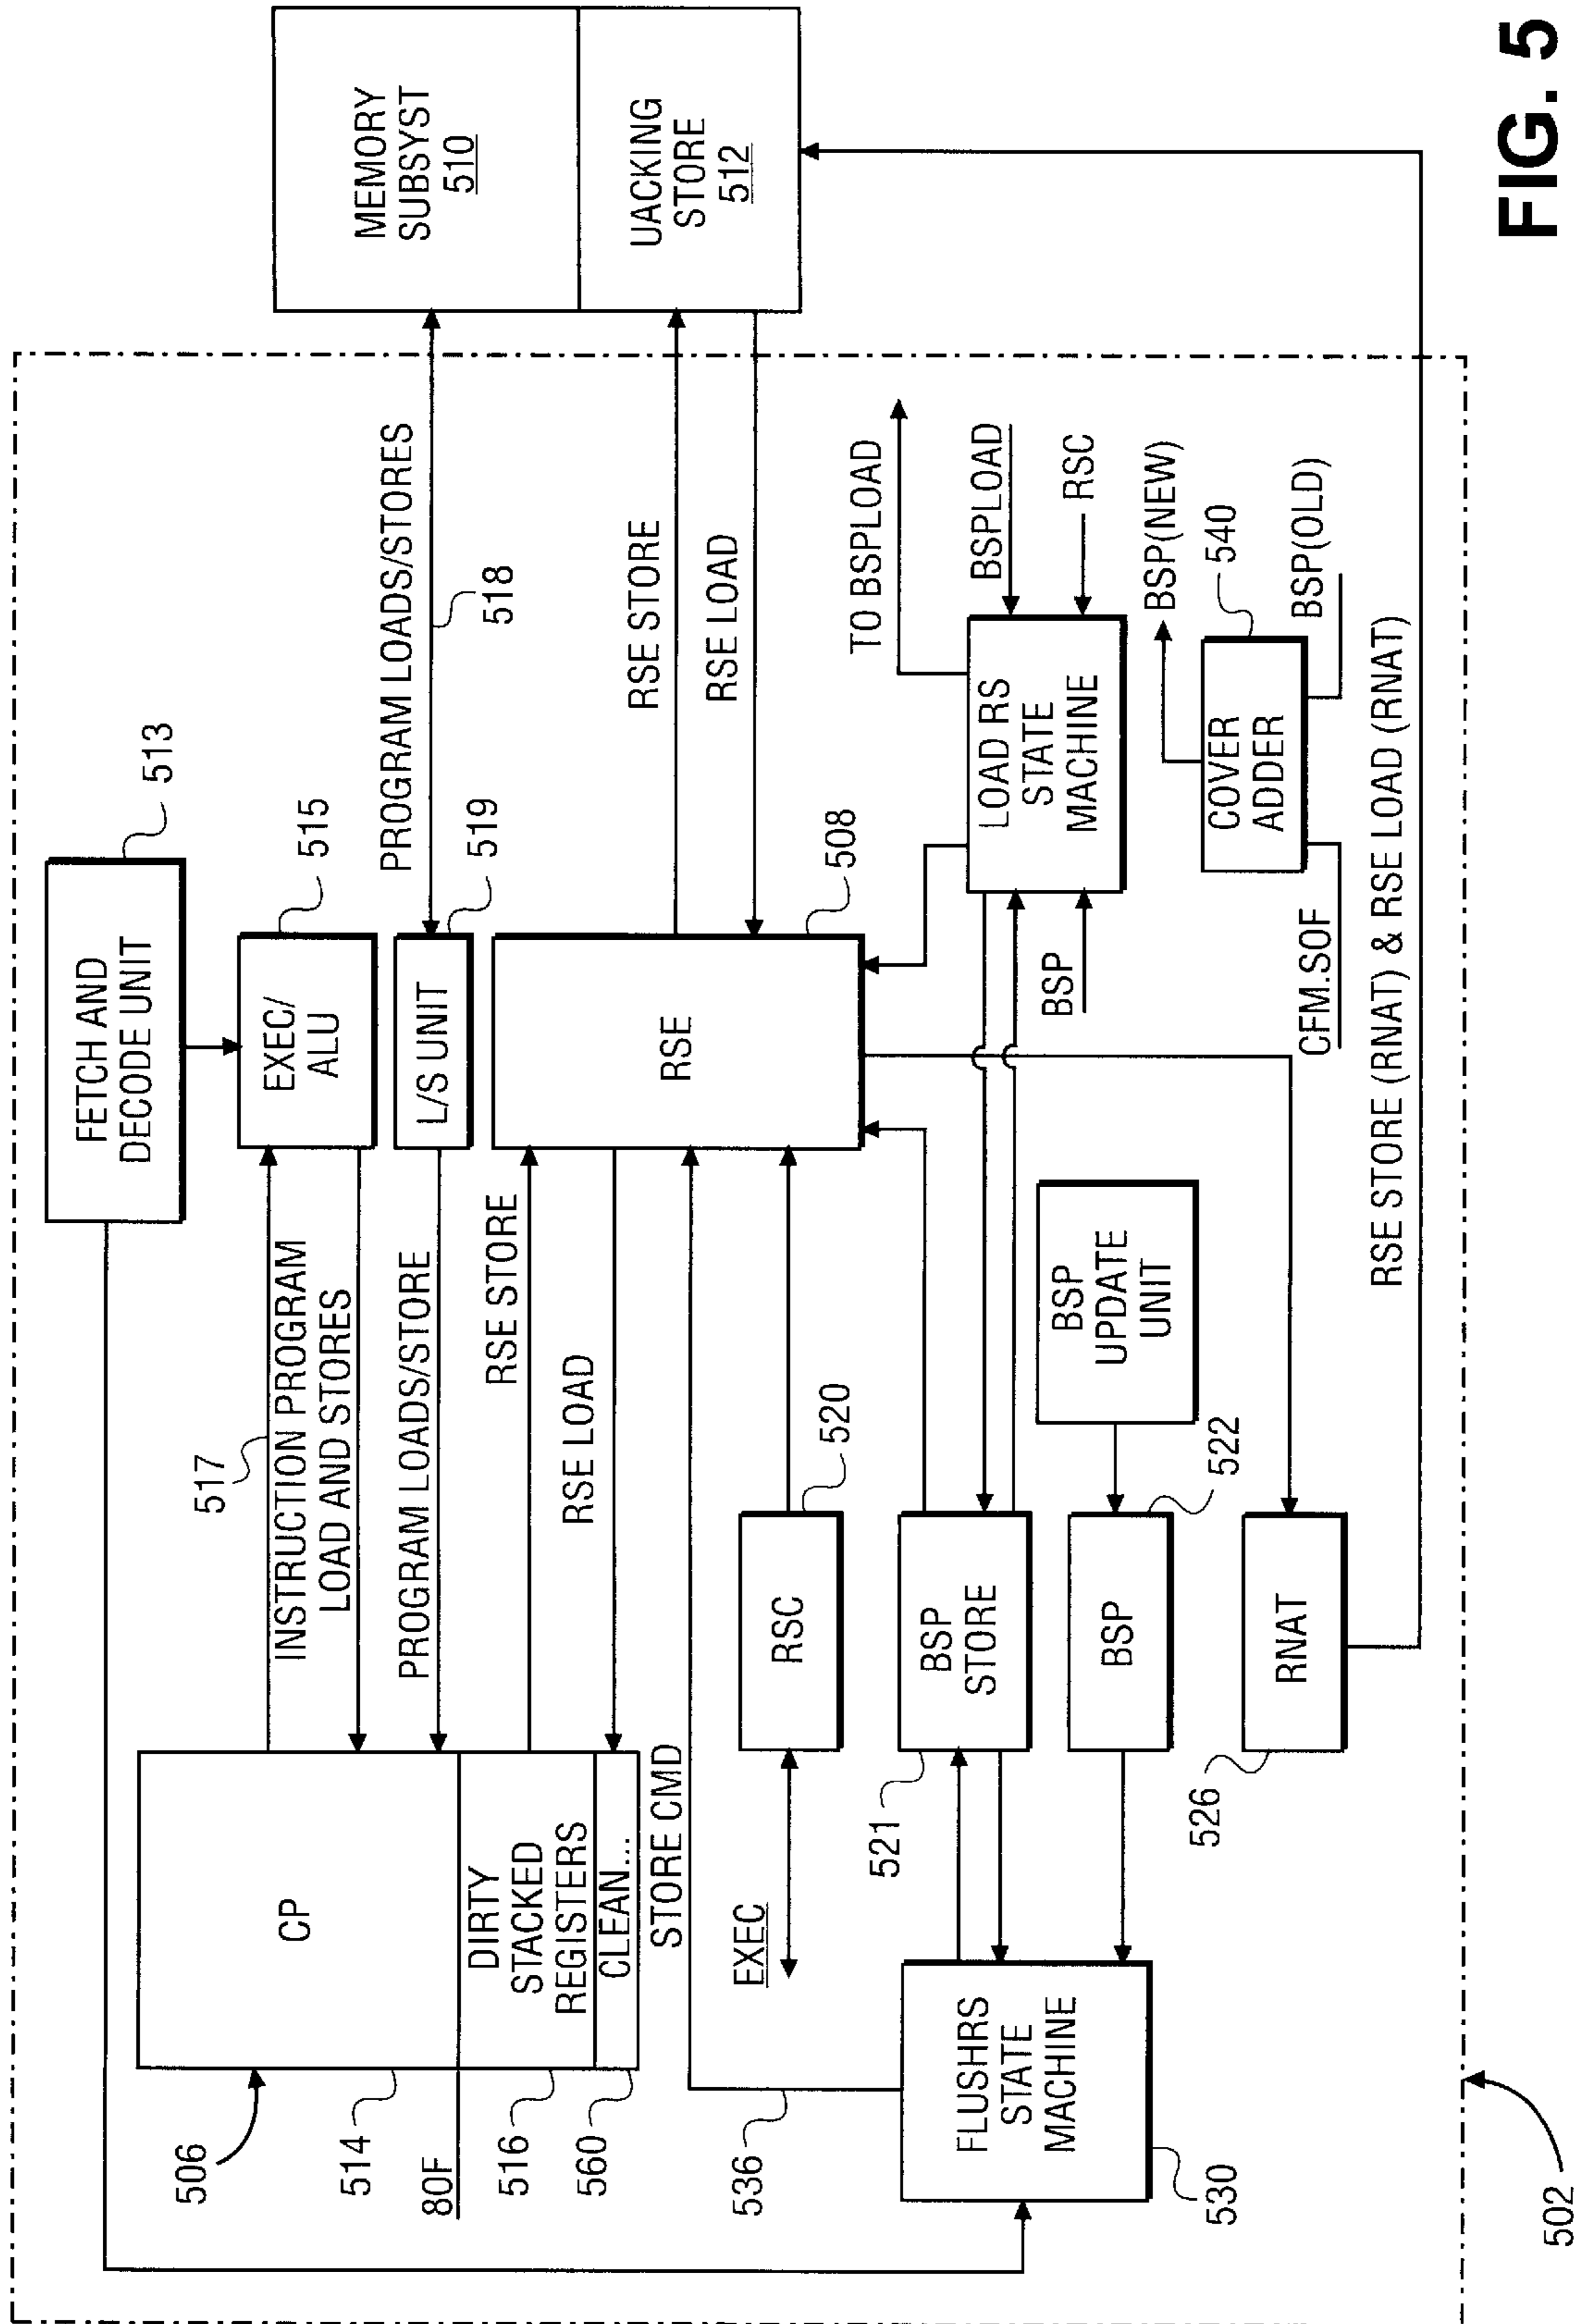 FETCH AND
DECODE UNIT
513
EXEC/
ALU
515
517
INSTRUCTION PROGRAM
LOAD AND STORES
506
CP
514
80F
DIRTY
STACKED
REGISTERS
516
CLEAN...
560
PROGRAM LOADS/STORE
L/S UNIT
519
PROGRAM LOADS/STORES
518
MEMORY
SUBSYST
510
UACKING
STORE
512
RSE STORE
RSE LOAD
RSE
508
RSE STORE
RSE LOAD
STORE CMD
536
EXEC
RSC
520
FLUSHRS
STATE
MACHINE
530
521
BSP
STORE
BSP
522
BSP
UPDATE
UNIT
526
RNAT
LOAD RS
STATE
MACHINE
TO BSPLOAD
BSPLOAD
RSC
BSP
BSP(NEW)
COVER
ADDER
540
BSP(OLD)
CFM.SOF
RSE STORE (RNAT) & RSE LOAD (RNAT)
502
FIG. 5